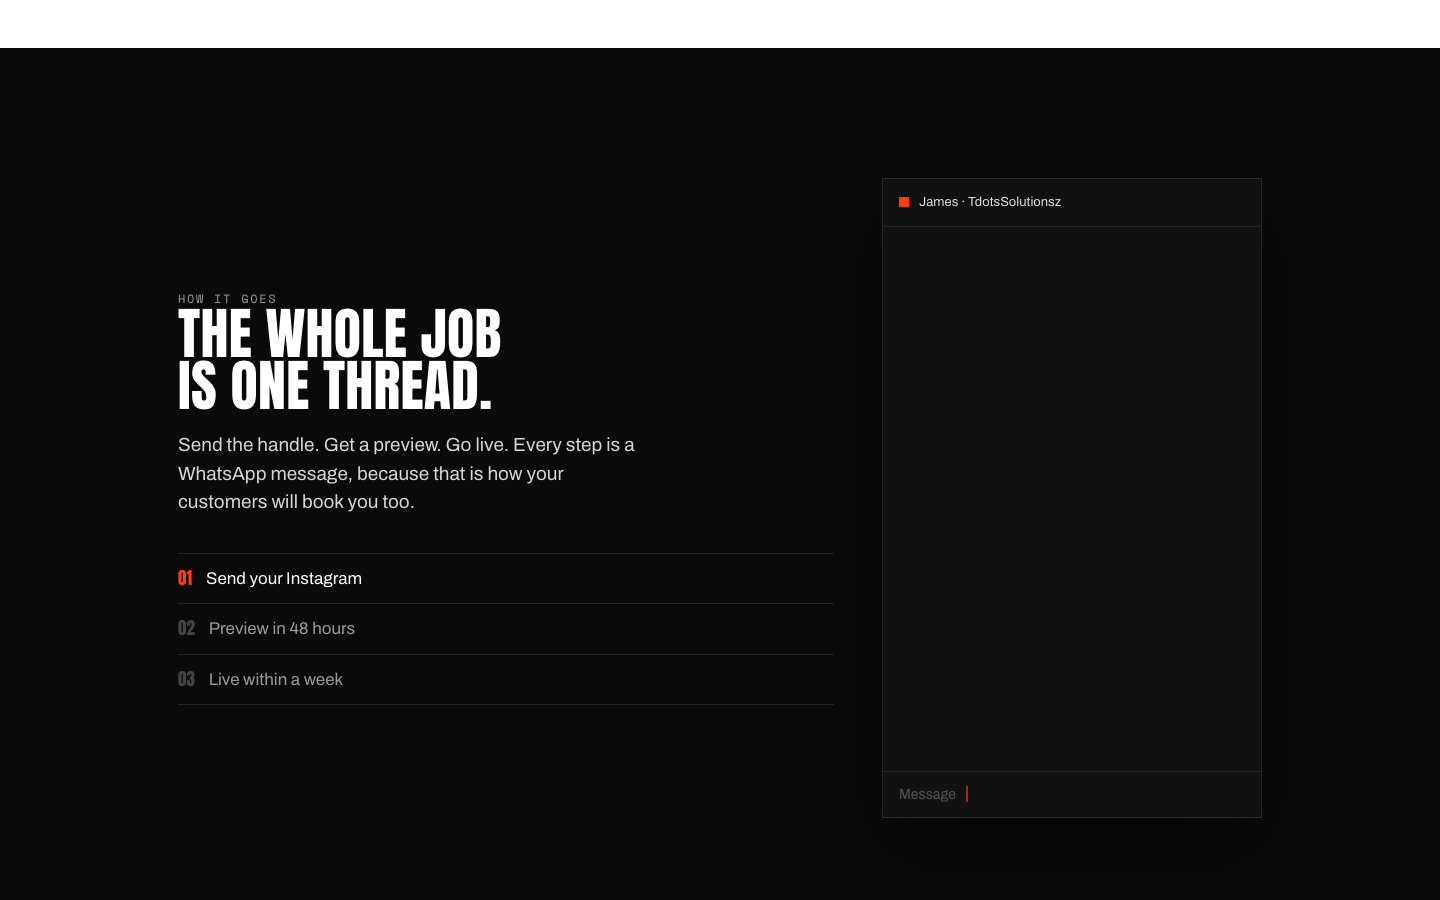 HOW IT GOES
THE WHOLE JOB
IS ONE THREAD.
Send the handle. Get a preview. Go live. Every step is a
WhatsApp message, because that is how your
customers will book you too.
01 Send your Instagram
02 Preview in 48 hours
03 Live within a week
James · TdotsSolutionsz
Message